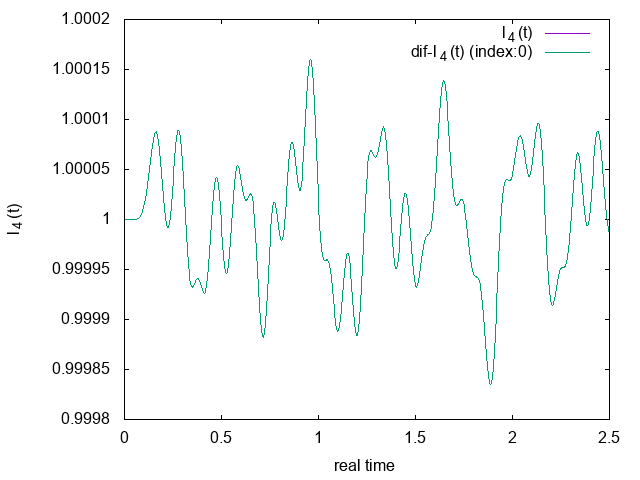 1.0002
1.00015
1.0001
1.00005
1
0.99995
0.9999
0.99985
0.9998
I4(t)
I4(t)
dif-I4(t) (index:0)
0 0.5 1 1.5 2 2.5
real time